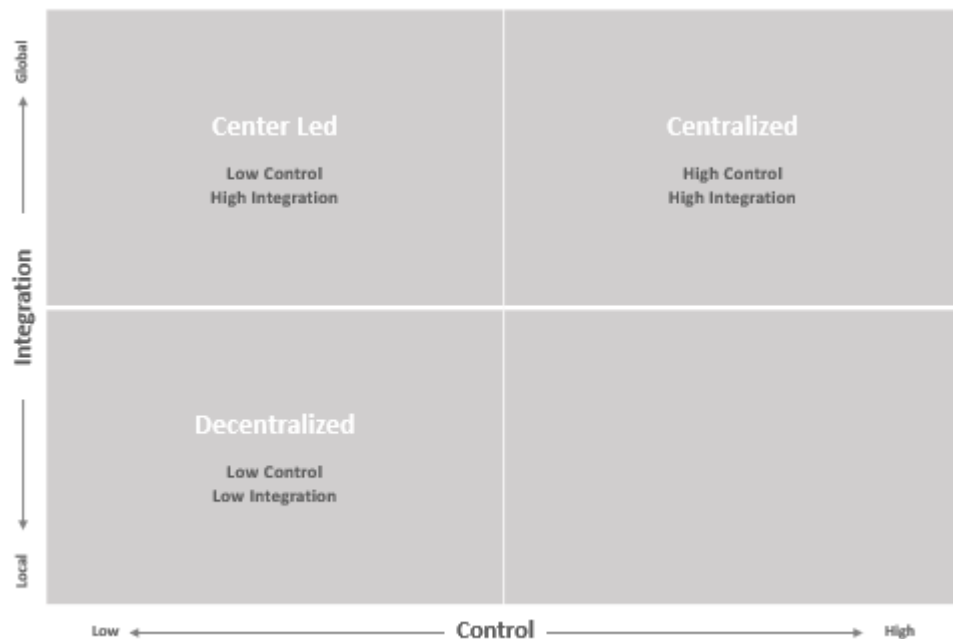 Global
Center Led
Low Control
High Integration
Centralized
High Control
High Integration
Integration
Decentralized
Low Control
Low Integration
Local
Low
Control
High